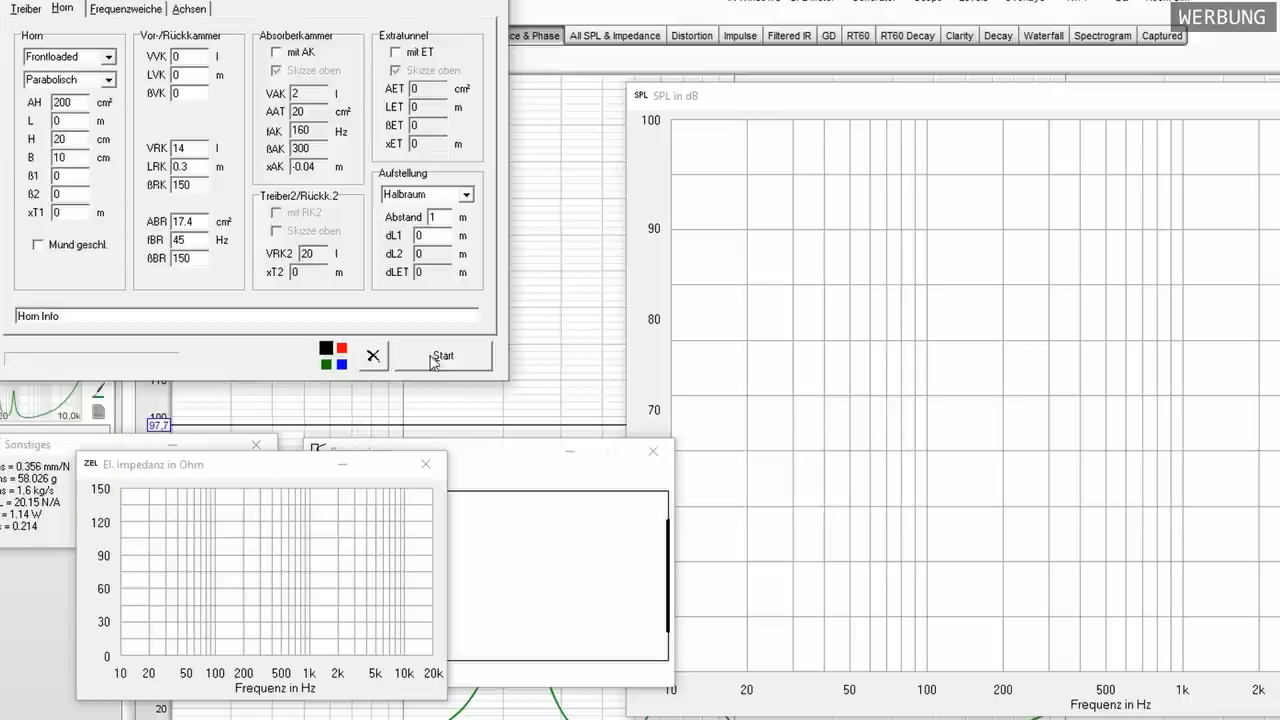 Treiber Horn Frequenzweiche Achsen
WERBUNG
ce & Phase All SPL & Impedance Distortion Impulse Filtered IR GD RT60 RT60 Decay Clarity Decay Waterfall Spectrogram Captured
Horn
Frontloaded
Parabolisch
AH 200 cm²
L 0 m
H 20 cm
B 10 cm
ß1 0
ß2 0
xT1 0 m
Mund geschl.
Vor-/Rückkammer
VVK 0 l
LVK 0 m
ßVK 0
VRK 14 l
LRK 0.3 m
ßRK 150
ABR 17.4 cm²
fBR 45 Hz
ßBR 150
Absorberkammer
mit AK
Skizze oben
VAK 2 l
AAT 20 cm²
fAK 160 Hz
ßAK 300
xAK -0.04 m
Treiber2/Rückk.2
mit RK2
Skizze oben
VRK2 20 l
xT2 0 m
Extratunnel
mit ET
Skizze oben
AET 0 cm²
LET 0 m
ßET 0
xET 0 m
Aufstellung
Halbraum
Abstand 1 m
dL1 0 m
dL2 0 m
dLET 0 m
Horn Info
Start
SPL SPL in dB
100
90
80
70
10 20 50 100 200 500 1k 2k
Frequenz in Hz
20 10,0k
100
97,7
20
Sonstiges
ms = 0.356 mm/N
ms = 58.026 g
ms = 1.6 kg/s
L = 20.15 N/A
= 1.14 W
s = 0.214
ZEL El. Impedanz in Ohm
150
120
90
60
30
0
10 20 50 100 200 500 1k 2k 5k 10k 20k
Frequenz in Hz